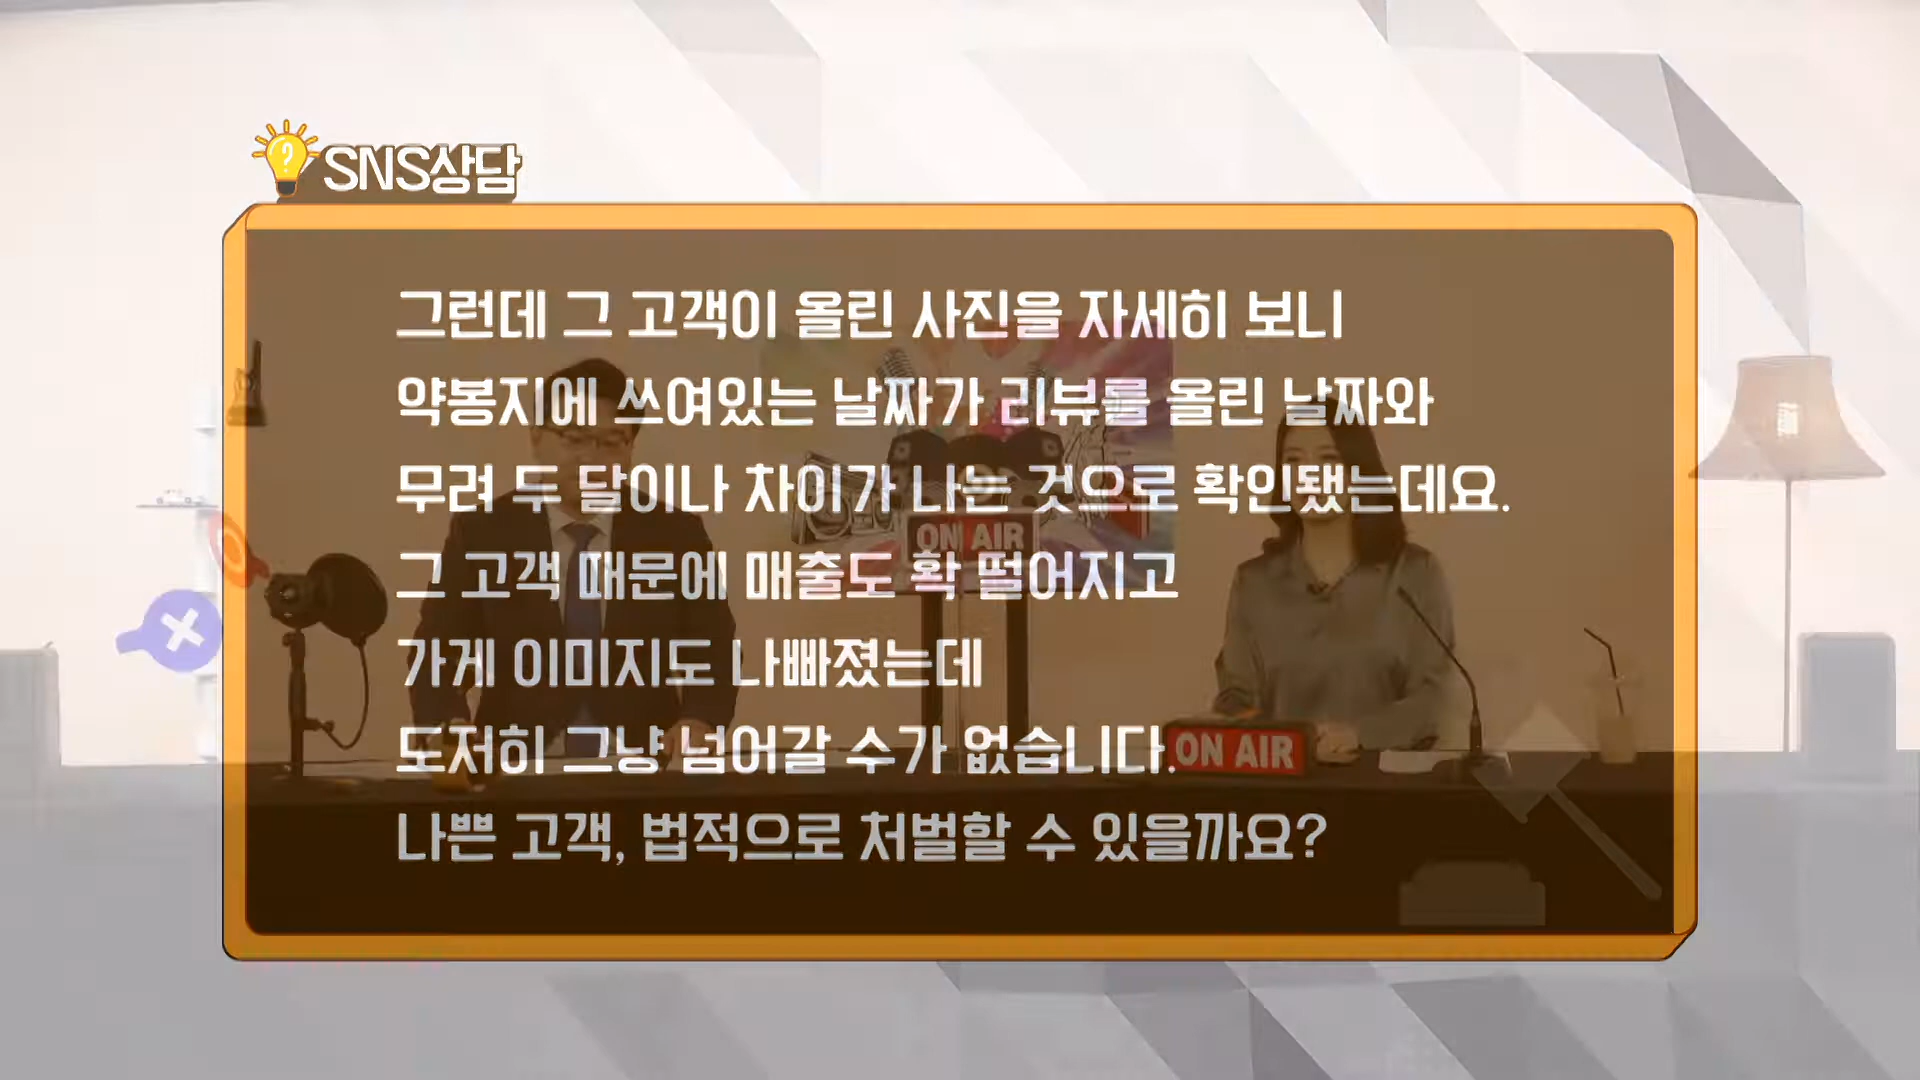 SNS상담
그런데 그 고객이 올린 사진을 자세히 보니
약봉지에 쓰여있는 날짜가 리뷰를 올린 날짜와
무려 두 달이나 차이가 나는 것으로 확인됐는데요.
그 고객 때문에 매출도 확 떨어지고
ON AIR
가게 이미지도 나빠졌는데
도저히 그냥 넘어갈 수가 없습니다.
ON AIR
나쁜 고객, 법적으로 처벌할 수 있을까요?